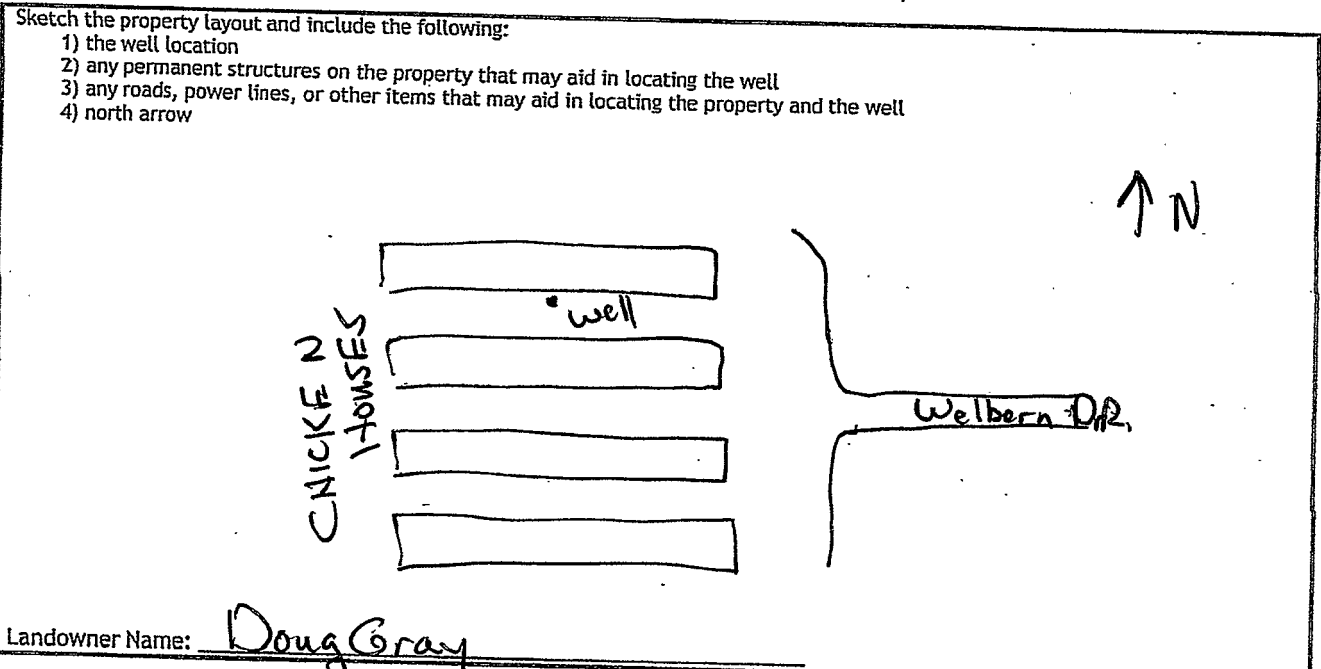 Sketch the property layout and include the following:
1) the well location
2) any permanent structures on the property that may aid in locating the well
3) any roads, power lines, or other items that may aid in locating the property and the well
4) north arrow
N
well
CHICKEN
HOUSES
Welbern DR.
Landowner Name: Doug Gray